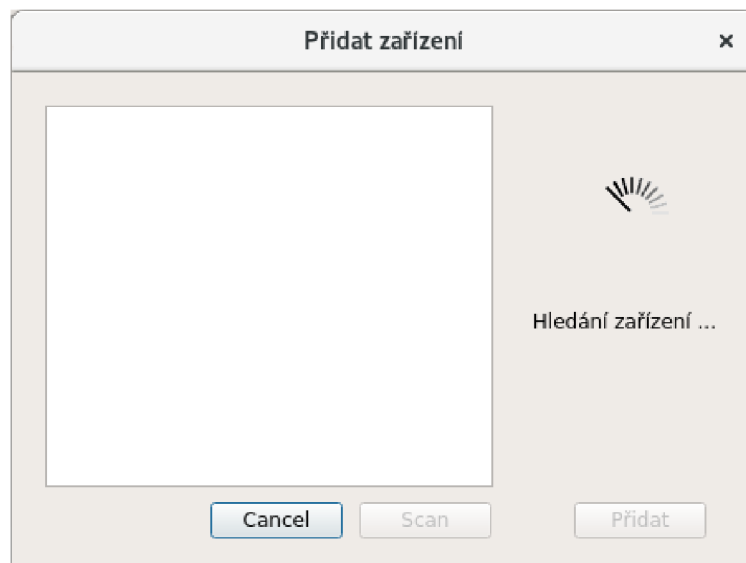 Přidat zařízení
Hledání zařízení ...
Cancel
Scan
Přidat